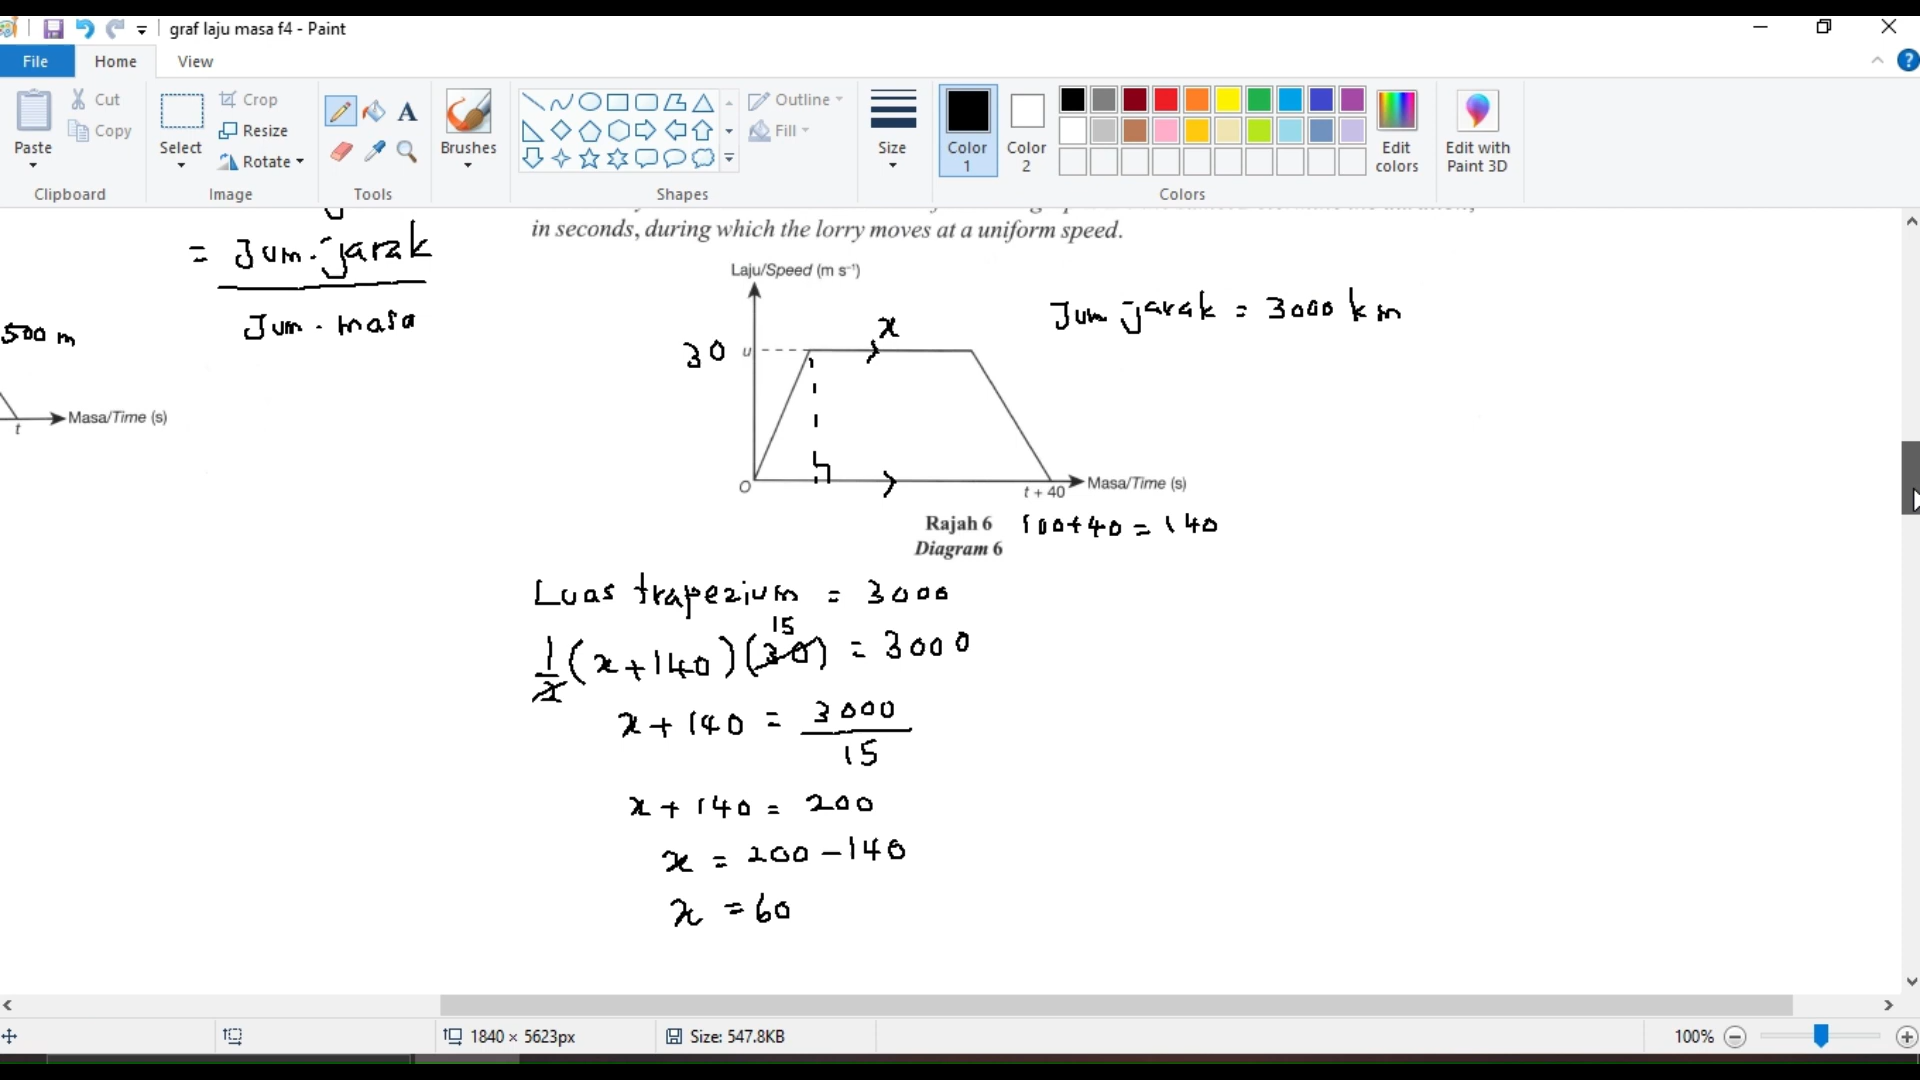 graf laju masa f4 - Paint
File Home View
Paste
Cut
Copy
Clipboard
Select
Crop
Resize
Rotate
Image
A
Tools
Brushes
Shapes
Outline
Fill
Size
Color 1
Color 2
Edit colors
Edit with Paint 3D
Colors
= Jum. jarak
Jum. masa
500 m
t
Masa/Time (s)
in seconds, during which the lorry moves at a uniform speed.
Laju/Speed (m s⁻¹)
Jum jarak = 3000 km
x
30 u
O
t + 40
Masa/Time (s)
Rajah 6
100+40 = 140
Diagram 6
Luas trapezium = 3000
15
1/2 (x+140)(30) = 3000
x + 140 = 3000/15
x + 140 = 200
x = 200 - 140
x = 60
1840 × 5623px
Size: 547.8KB
100%